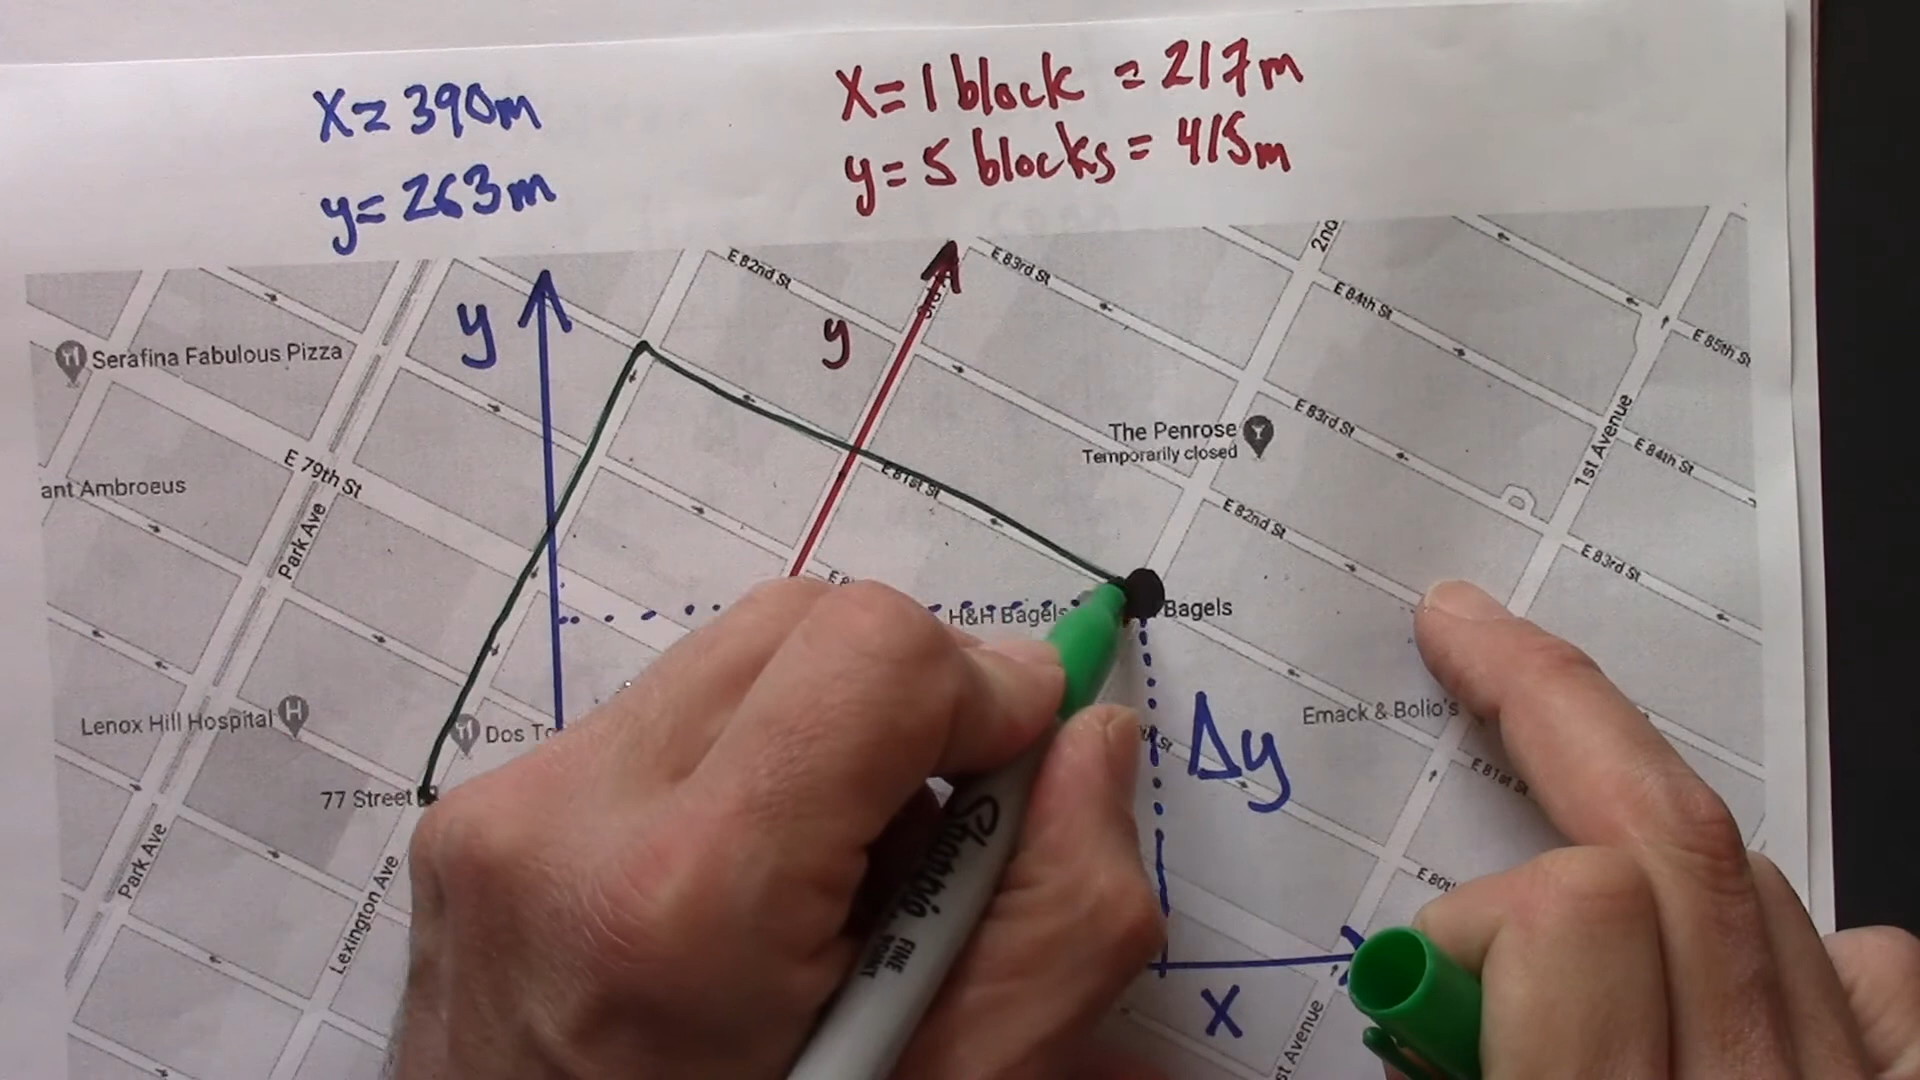 x= 390m
y= 263m
x= 1 block = 217m
y= 5 blocks = 415m
2nd
E 82nd St
E 83rd St
E 84th St
E 85th St
y
y
Serafina Fabulous Pizza
The Penrose
Temporarily closed
E 83rd St
1st Avenue
E 84th St
E 79th St
ant Ambroeus
Park Ave
E 81st St
E 82nd St
E 83rd St
H&H Bagels
Bagels
Lenox Hill Hospital
H
Dos To
Δy
Emack & Bolio's
E 81st St
77 Street
Park Ave
Lexington Ave
E 80th
Sharpie
FINE
POINT
x
st Avenue